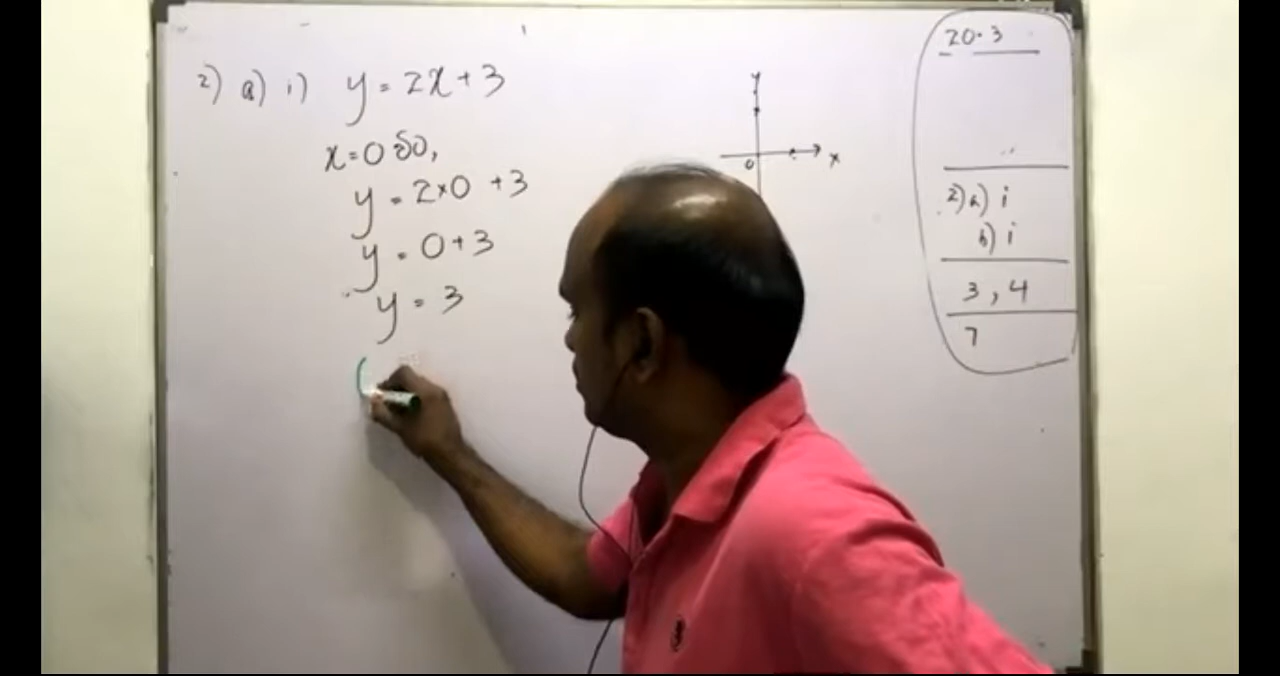 2) a) i) y = 2x + 3
x = 0 වීට,
y = 2×0 + 3
y = 0 + 3
y = 3
y
0
x
20.3
2) a) i
b) i
3, 4
7